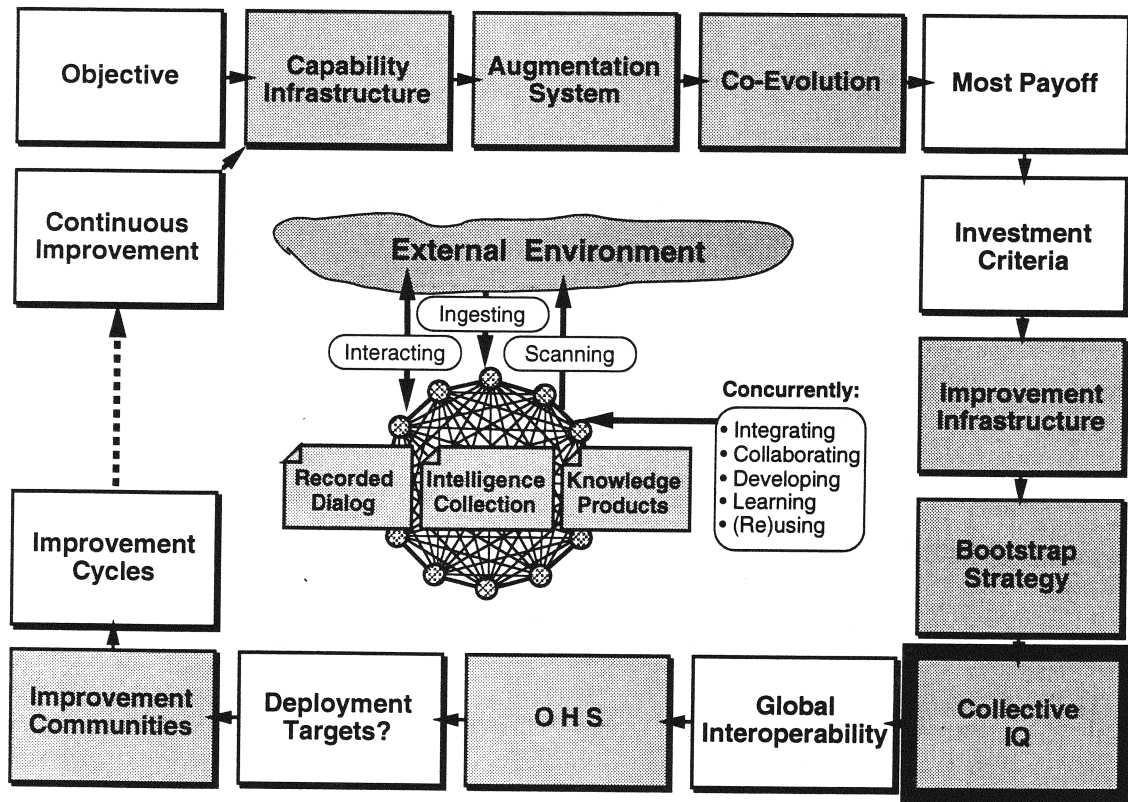 Objective
Capability
Infrastructure
Augmentation
System
Co-Evolution
Most Payoff
Continuous
Improvement
External Environment
Investment
Criteria
Ingesting
Interacting
Scanning
Concurrently:
• Integrating
• Collaborating
• Developing
• Learning
• (Re)using
Improvement
Infrastructure
Recorded
Dialog
Intelligence
Collection
Knowledge
Products
Improvement
Cycles
Bootstrap
Strategy
Improvement
Communities
Deployment
Targets?
O H S
Global
Interoperability
Collective
IQ